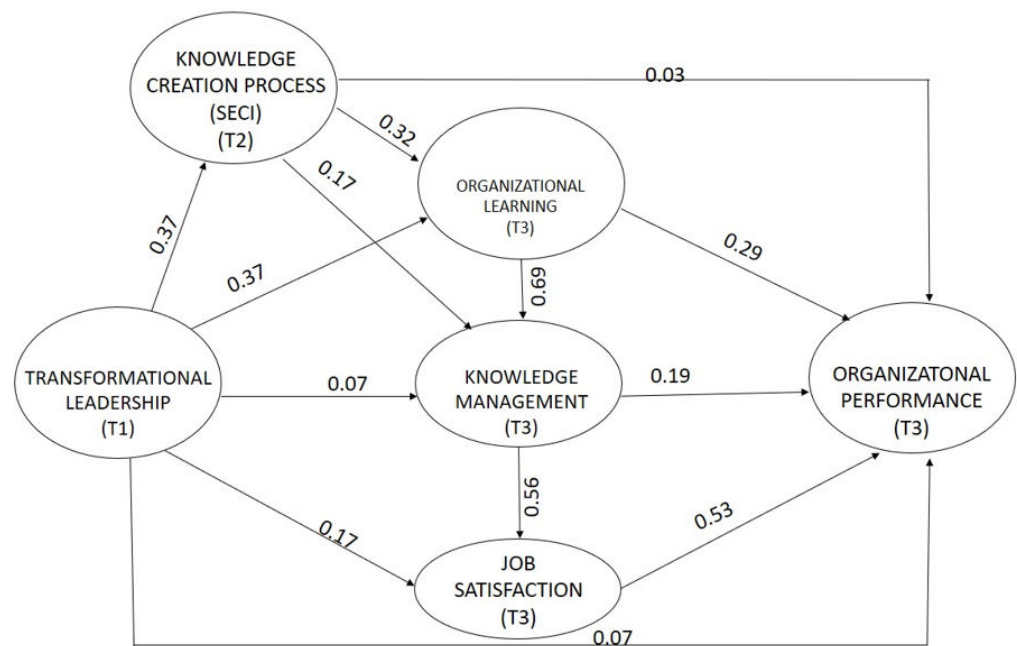 KNOWLEDGE
CREATION PROCESS
(SECI)
(T2)
0.03
0.32
0.17
ORGANIZATIONAL
LEARNING
(T3)
0.37
0.37
0.29
0.69
TRANSFORMATIONAL
LEADERSHIP
(T1)
0.07
KNOWLEDGE
MANAGEMENT
(T3)
0.19
ORGANIZATONAL
PERFORMANCE
(T3)
0.56
0.17
0.53
JOB
SATISFACTION
(T3)
0.07